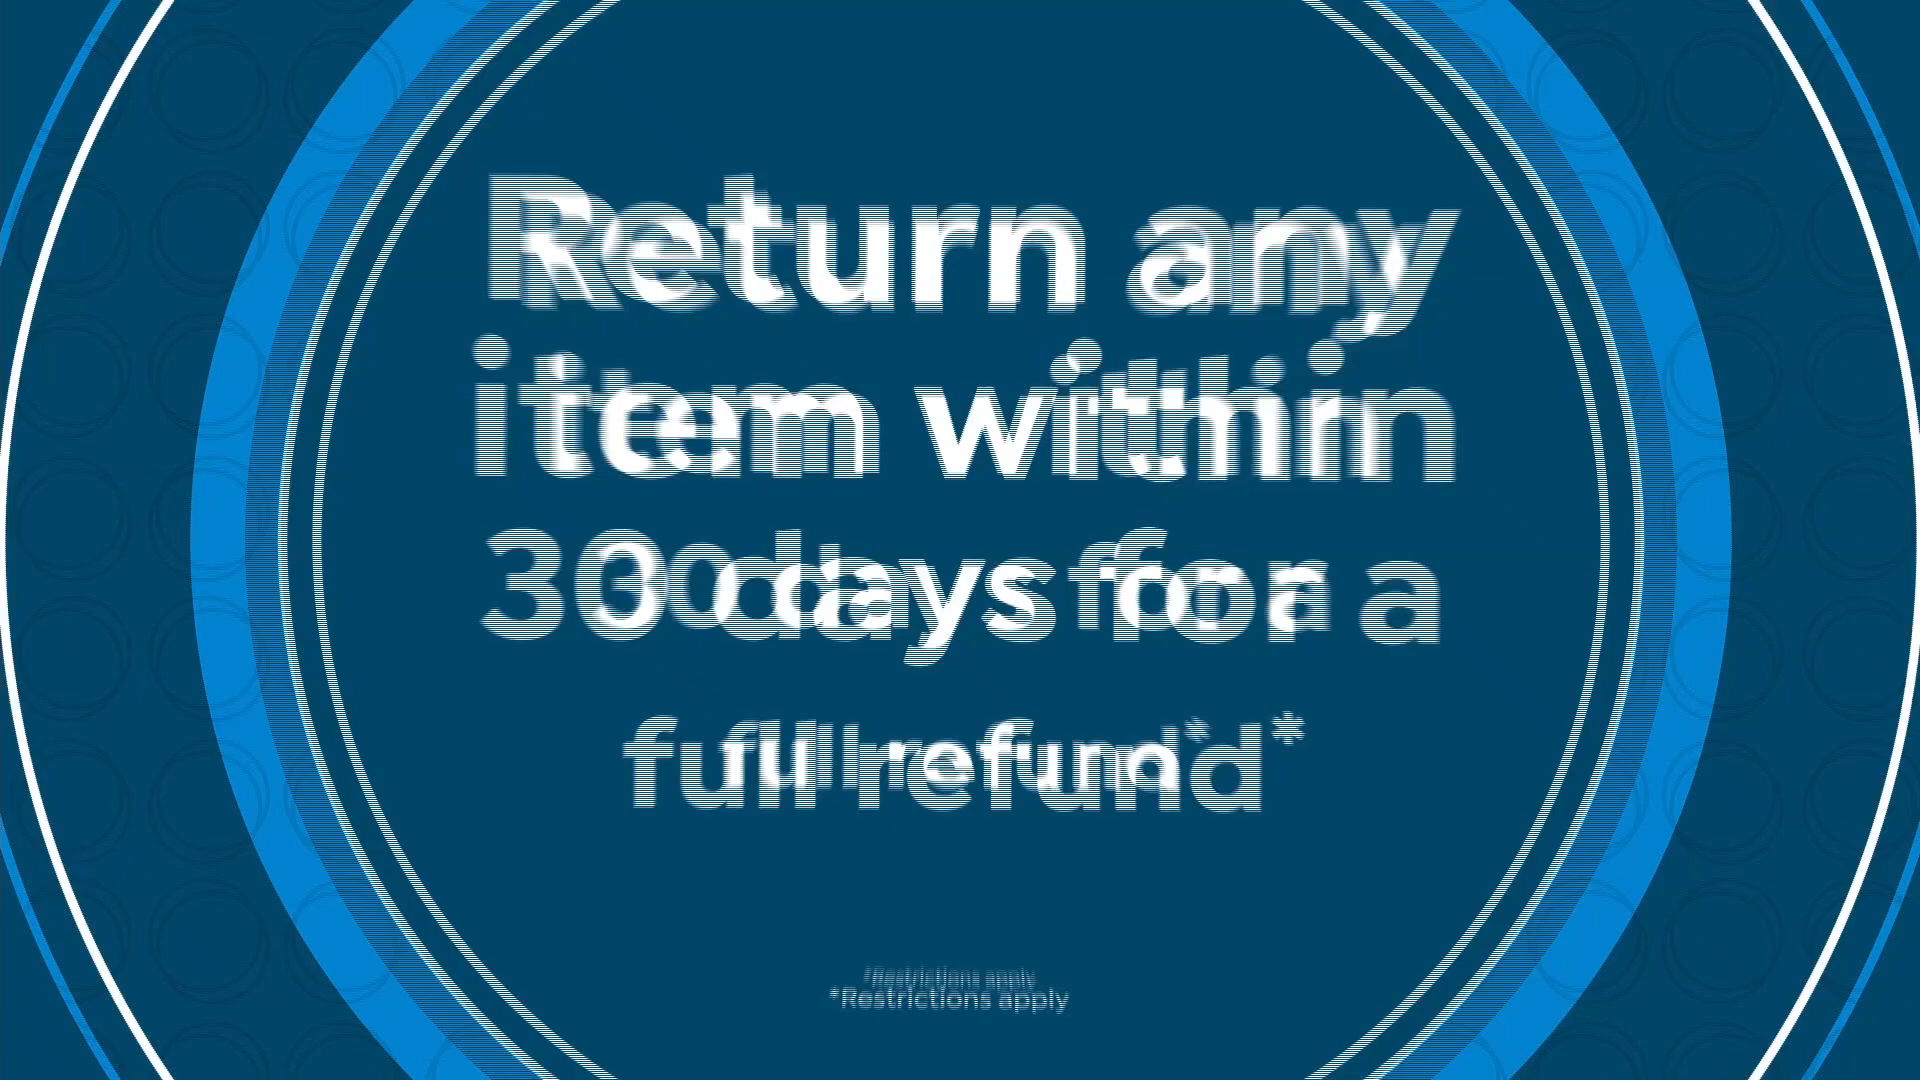 Return any
item within
30 days for a
full refund*
*Restrictions apply